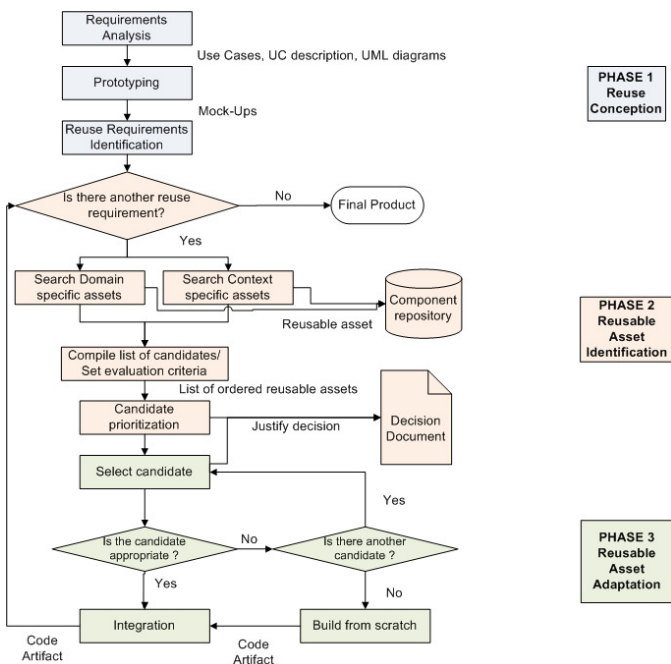 Requirements
Analysis
Use Cases, UC description, UML diagrams
Prototyping
Mock-Ups
Reuse Requirements
Identification
PHASE 1
Reuse
Conception
Is there another reuse
requirement?
No
Final Product
Yes
Search Domain
specific assets
Search Context
specific assets
Component
repository
Reusable asset
PHASE 2
Reusable
Asset
Identification
Compile list of candidates/
Set evaluation criteria
List of ordered reusable assets
Candidate
prioritization
Justify decision
Decision
Document
Select candidate
Yes
Is the candidate
appropriate ?
No
Is there another
candidate ?
PHASE 3
Reusable
Asset
Adaptation
Yes
No
Integration
Build from scratch
Code
Artifact
Code
Artifact